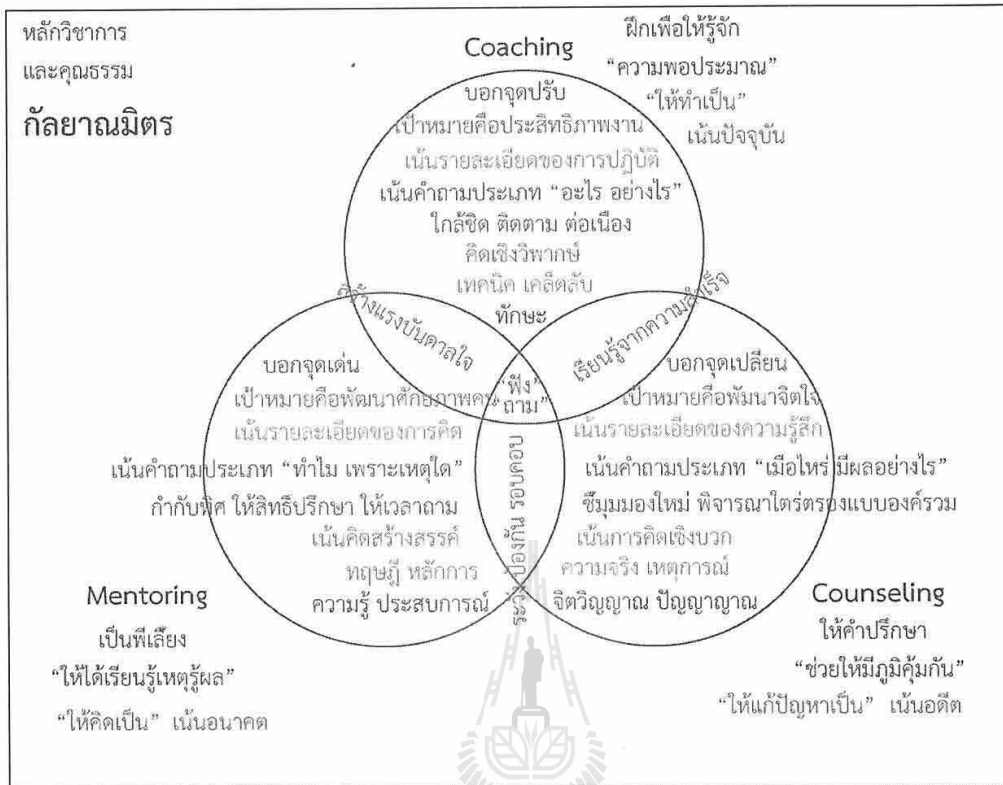 หลักวิชาการ
และคุณธรรม
กัลยาณมิตร
Coaching
ฝึกเพื่อให้รู้จัก
“ความพอประมาณ”
“ให้ทำเป็น”
เน้นปัจจุบัน
บอกจุดปรับ
เป้าหมายคือประสิทธิภาพงาน
เน้นรายละเอียดของการปฏิบัติ
เน้นคำถามประเภท “อะไร อย่างไร”
ใกล้ชิด ติดตาม ต่อเนื่อง
คิดเชิงวิพากษ์
เทคนิค เคล็ดลับ
ทักษะ
สร้างแรงบันดาลใจ
เรียนรู้จากความสำเร็จ
“ฟัง”
ถาม”
ระวัง ป้องกัน รอบคอบ
บอกจุดเด่น
เป้าหมายคือพัฒนาศักยภาพคน
เน้นรายละเอียดของการคิด
เน้นคำถามประเภท “ทำไม เพราะเหตุใด”
กำกับทิศ ให้สิทธิ์ปรึกษา ให้เวลาถาม
เน้นคิดสร้างสรรค์
ทฤษฎี หลักการ
ความรู้ ประสบการณ์
Mentoring
เป็นพี่เลี้ยง
“ให้ได้เรียนรู้เหตุรู้ผล”
“ให้คิดเป็น” เน้นอนาคต
บอกจุดเปลี่ยน
เป้าหมายคือพัฒนาจิตใจ
เน้นรายละเอียดของความรู้สึก
เน้นคำถามประเภท “เมื่อไหร่ มีผลอย่างไร”
ชี้มุมมองใหม่ พิจารณาใตร่ตรองแบบองค์รวม
เน้นการคิดเชิงบวก
ความจริง เหตุการณ์
จิตวิญญาณ ปัญญาญาณ
Counseling
ให้คำปรึกษา
“ช่วยให้มีภูมิคุ้มกัน”
“ให้แก้ปัญหาเป็น” เน้นอดีต